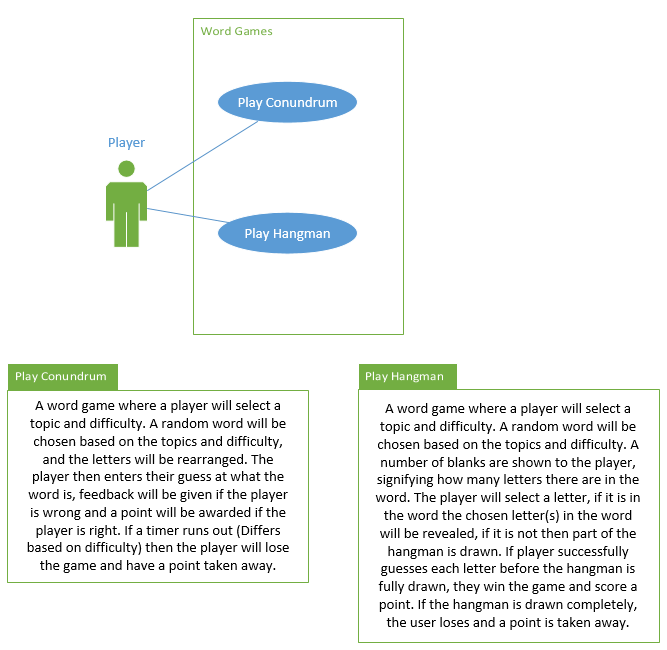 Word Games
Play Conundrum
Player
Play Hangman
Play Conundrum
A word game where a player will select a
topic and difficulty. A random word will be
chosen based on the topics and difficulty,
and the letters will be rearranged. The
player then enters their guess at what the
word is, feedback will be given if the player
is wrong and a point will be awarded if the
player is right. If a timer runs out (Differs
based on difficulty) then the player will lose
the game and have a point taken away.
Play Hangman
A word game where a player will select a
topic and difficulty. A random word will be
chosen based on the topics and difficulty. A
number of blanks are shown to the player,
signifying how many letters there are in the
word. The player will select a letter, if it is in
the word the chosen letter(s) in the word
will be revealed, if it is not then part of the
hangman is drawn. If player successfully
guesses each letter before the hangman is
fully drawn, they win the game and score a
point. If the hangman is drawn completely,
the user loses and a point is taken away.